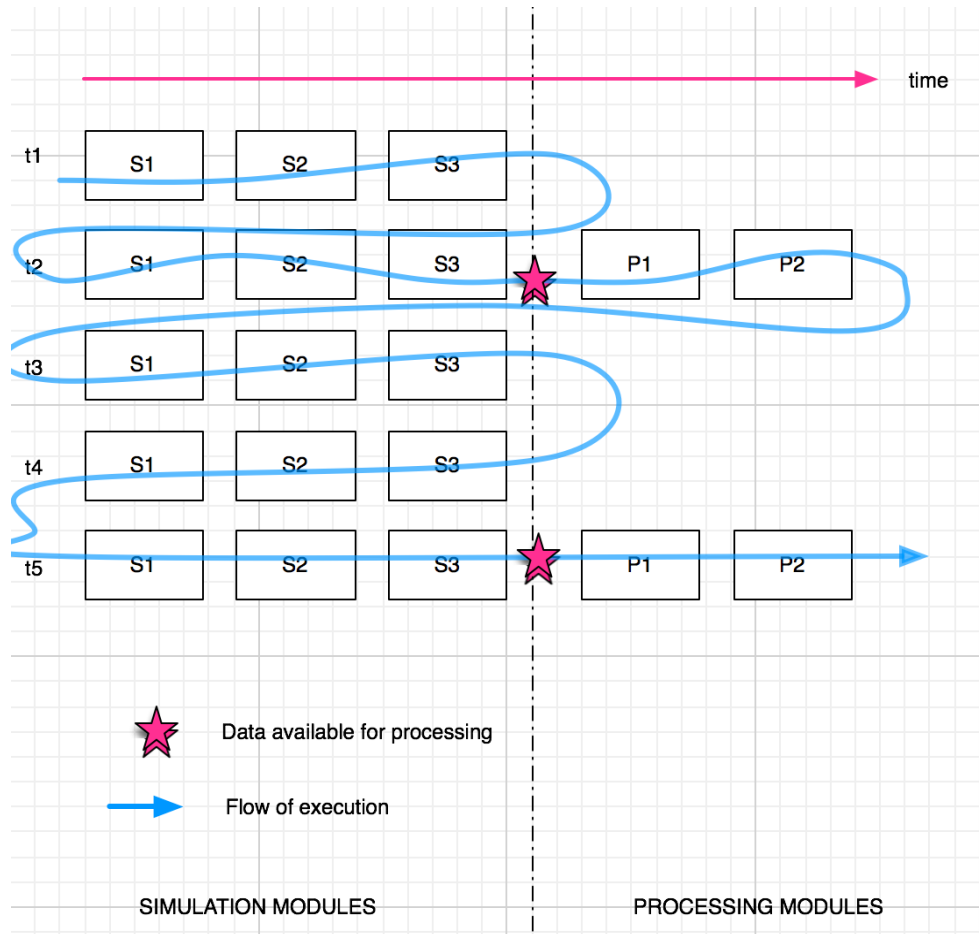 time
t1 S1 S2 S3
t2 S1 S2 S3 P1 P2
t3 S1 S2 S3
t4 S1 S2 S3
t5 S1 S2 S3 P1 P2
Data available for processing
Flow of execution
SIMULATION MODULES PROCESSING MODULES